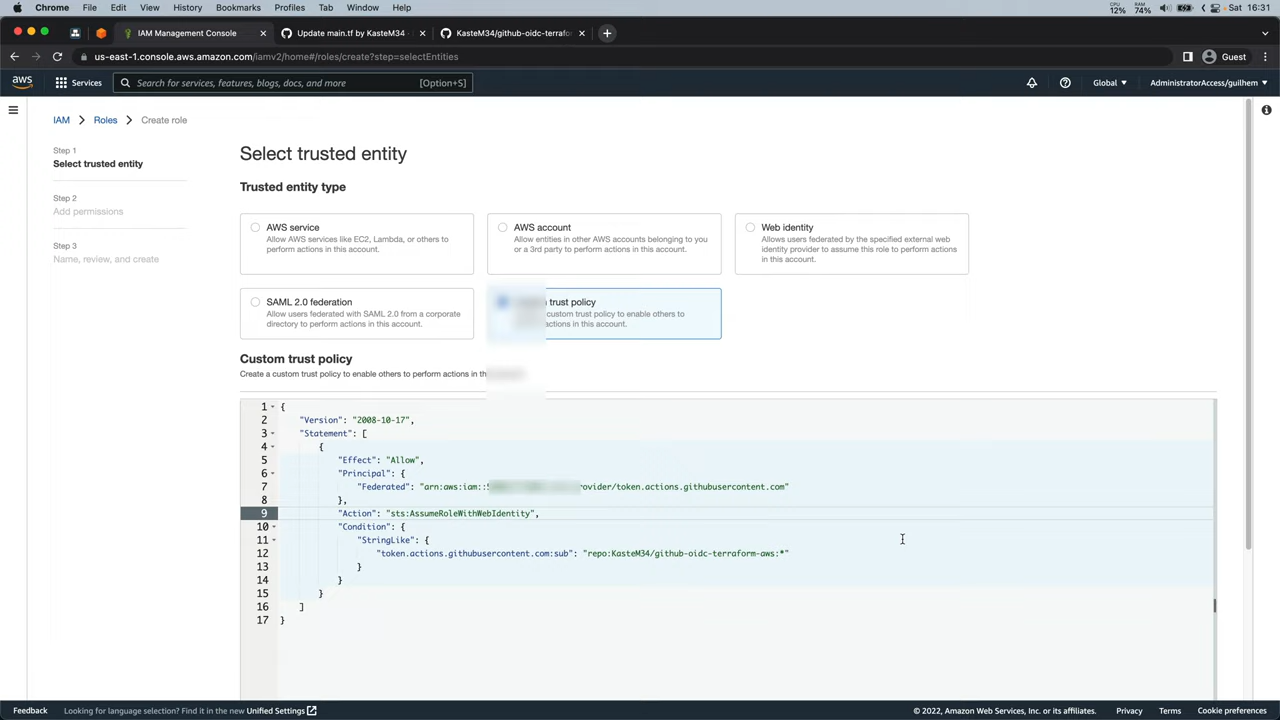 Chrome File Edit View History Bookmarks Profiles Tab Window Help CPU 12% RAM 74% Sat 16:31
IAM Management Console Update main.tf by KasteM34 · KasteM34/github-oidc-terrafor
us-east-1.console.aws.amazon.com/iamv2/home#/roles/create?step=selectEntities Guest
aws Services Search for services, features, blogs, docs, and more [Option+S] Global AdministratorAccess/guilhem
IAM > Roles > Create role
Step 1
Select trusted entity
Step 2
Add permissions
Step 3
Name, review, and create
Select trusted entity
Trusted entity type
AWS service
Allow AWS services like EC2, Lambda, or others to
perform actions in this account.
AWS account
Allow entities in other AWS accounts belonging to you
or a 3rd party to perform actions in this account.
Web identity
Allows users federated by the specified external web
identity provider to assume this role to perform actions
in this account.
SAML 2.0 federation
Allow users federated with SAML 2.0 from a corporate
directory to perform actions in this account.
trust policy
custom trust policy to enable others to
actions in this account.
Custom trust policy
Create a custom trust policy to enable others to perform actions in
1 {
2 "Version": "2008-10-17",
3 "Statement": [
4 {
5 "Effect": "Allow",
6 "Principal": {
7 "Federated": "arn:aws:iam:: rovider/token.actions.githubusercontent.com"
8 },
9 "Action": "sts:AssumeRoleWithWebIdentity",
10 "Condition": {
11 "StringLike": {
12 "token.actions.githubusercontent.com:sub": "repo:KasteM34/github-oidc-terraform-aws:*"
13 }
14 }
15 }
16 ]
17 }
Feedback Looking for language selection? Find it in the new Unified Settings © 2022, Amazon Web Services, Inc. or its affiliates. Privacy Terms Cookie preferences